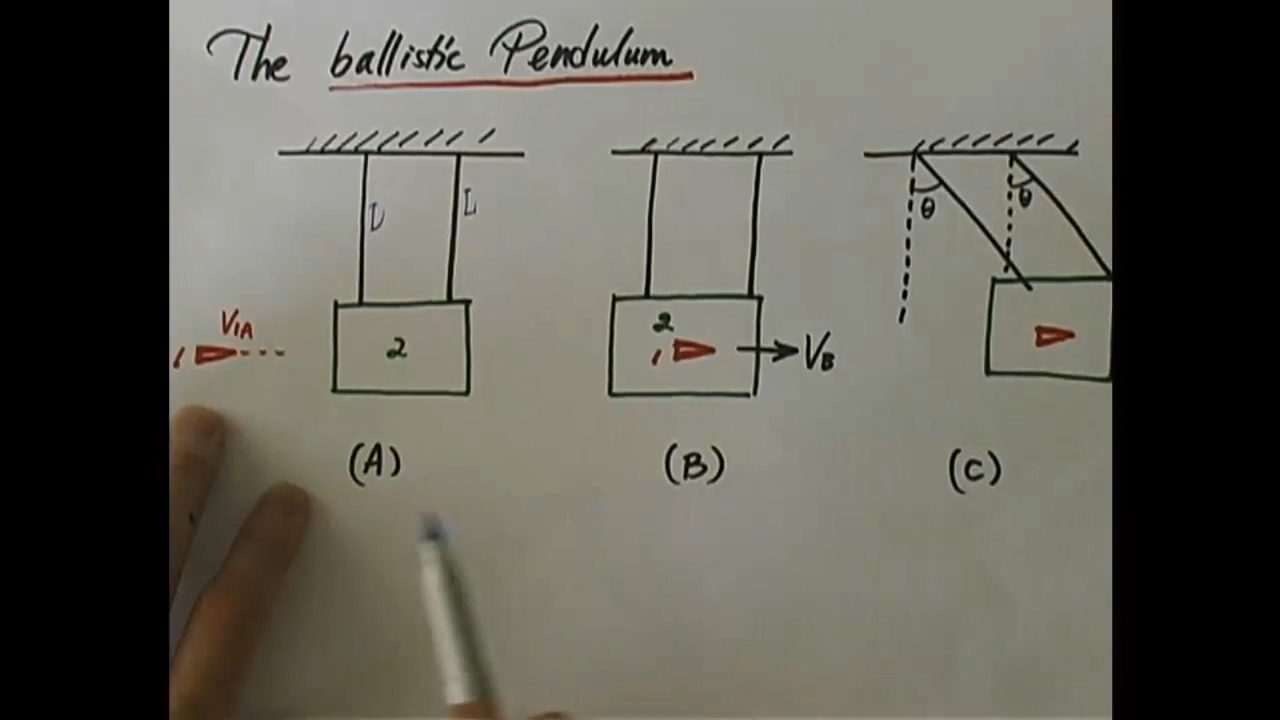 The ballistic Pendulum
L L
θ θ
V1A
1 2
2
1
VB
(A) (B) (C)